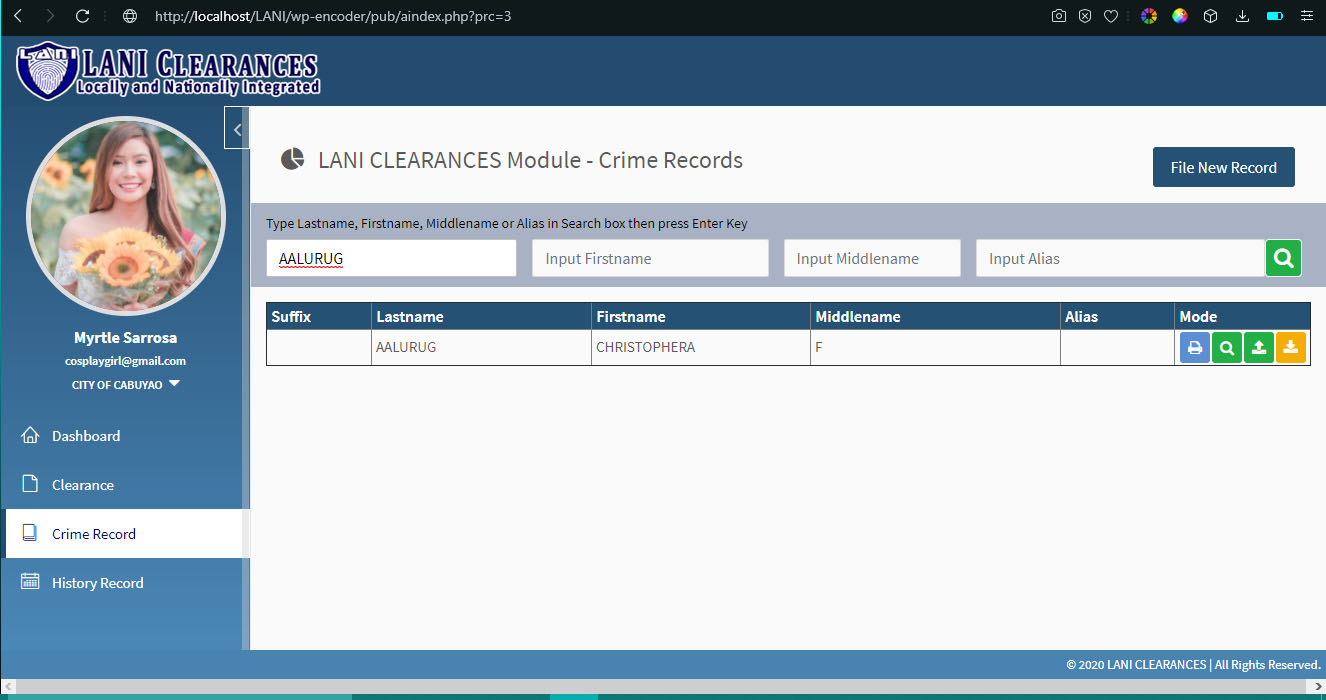 http://localhost/LANI/wp-encoder/pub/aindex.php?prc=3
LANI
LANI CLEARANCES
Locally and Nationally Integrated
LANI CLEARANCES Module - Crime Records
File New Record
Type Lastname, Firstname, Middlename or Alias in Search box then press Enter Key
AALURUG Input Firstname Input Middlename Input Alias
Suffix Lastname Firstname Middlename Alias Mode
AALURUG CHRISTOPHERA F
Myrtle Sarrosa
cosplaygirl@gmail.com
CITY OF CABUYAO
Dashboard
Clearance
Crime Record
History Record
© 2020 LANI CLEARANCES | All Rights Reserved.